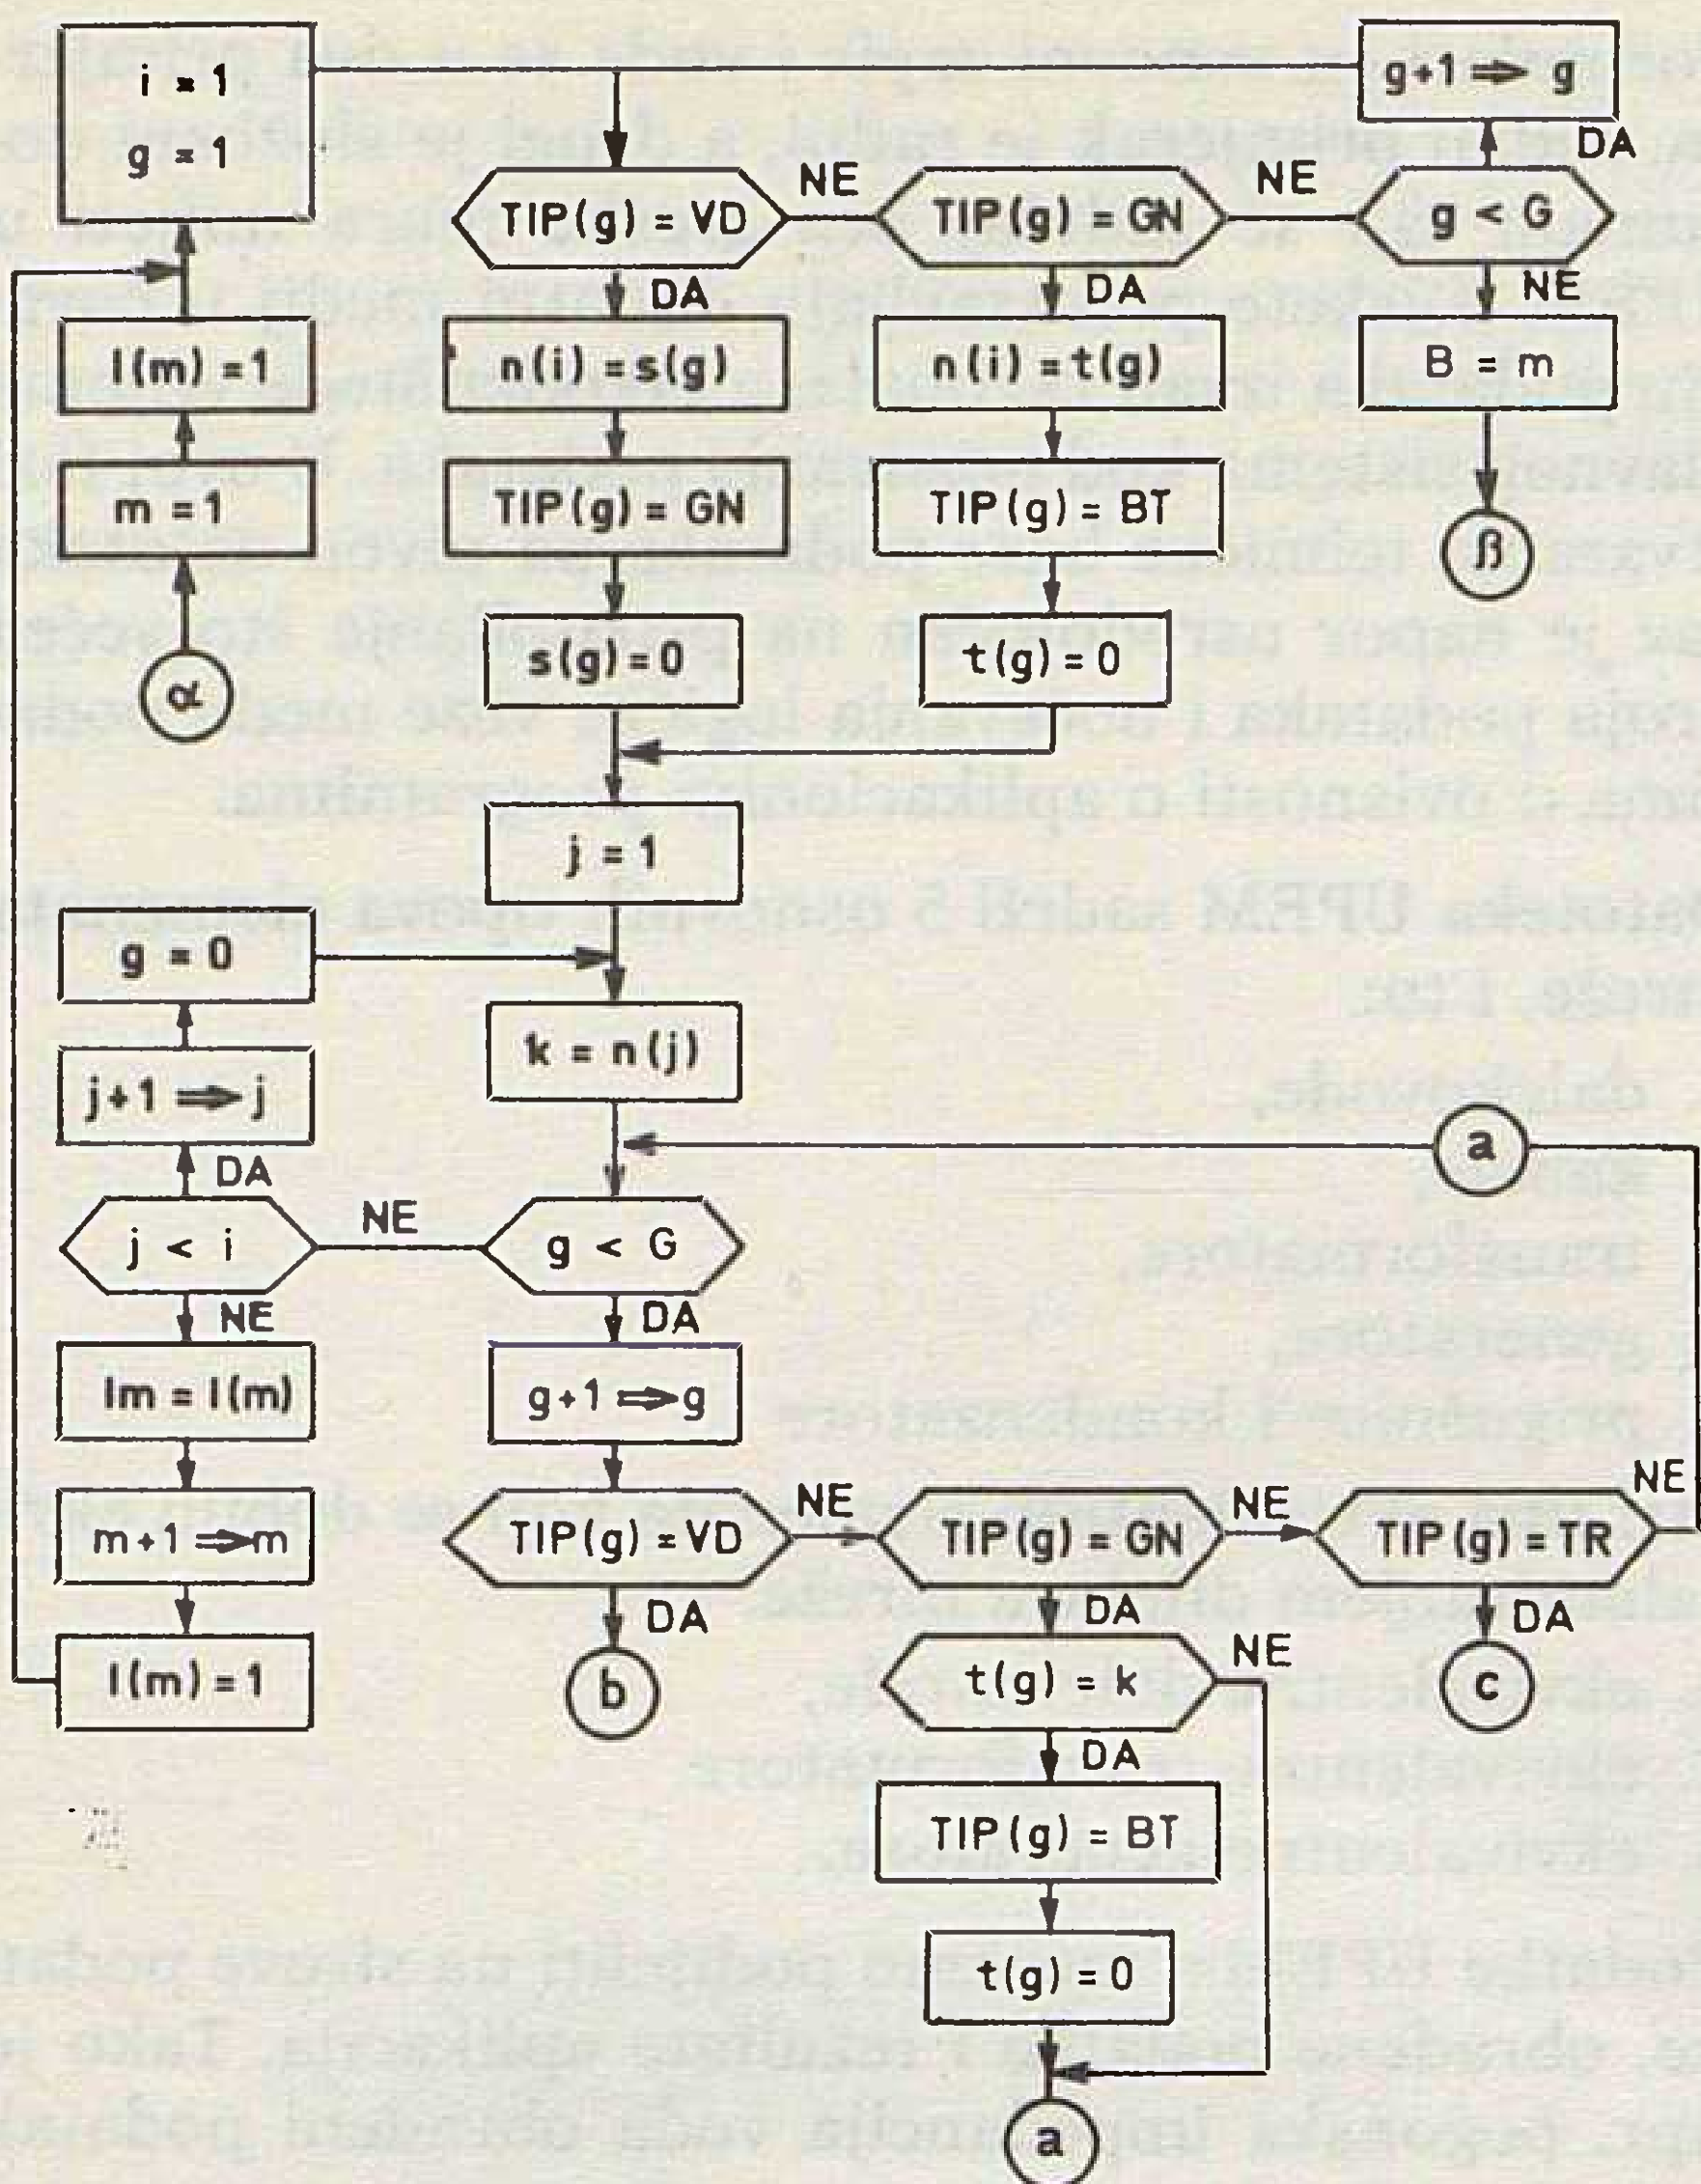 i = 1
g = 1
g+1 ⇒ g
DA
TIP(g) = VD
NE
TIP(g) = GN
NE
g < G
DA
DA
NE
I(m) = 1
n(i) = s(g)
n(i) = t(g)
B = m
m = 1
TIP(g) = GN
TIP(g) = BT
β
s(g) = 0
t(g) = 0
α
j = 1
g = 0
k = n(j)
j+1 ⇒ j
a
DA
j < i
NE
g < G
NE
DA
Im = I(m)
g+1 ⇒ g
m+1 ⇒ m
TIP(g) = VD
NE
TIP(g) = GN
NE
TIP(g) = TR
NE
DA
DA
DA
I(m) = 1
b
t(g) = k
NE
c
DA
TIP(g) = BT
t(g) = 0
a